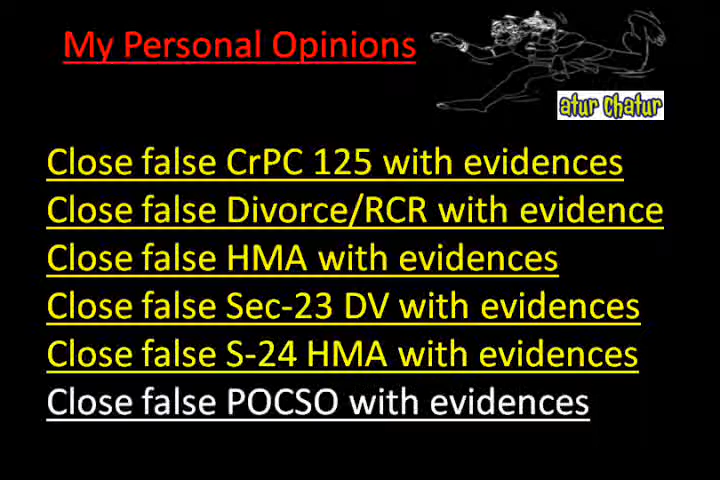 My Personal Opinions
atur chatur
Close false CrPC 125 with evidences
Close false Divorce/RCR with evidence
Close false HMA with evidences
Close false Sec-23 DV with evidences
Close false S-24 HMA with evidences
Close false POCSO with evidences